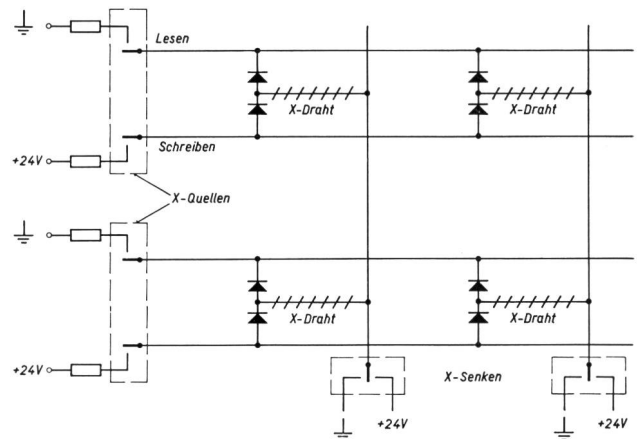 Lesen
X-Draht
X-Draht
Schreiben
+24V
X-Quellen
X-Draht
X-Draht
+24V
X-Senken
+24V
+24V